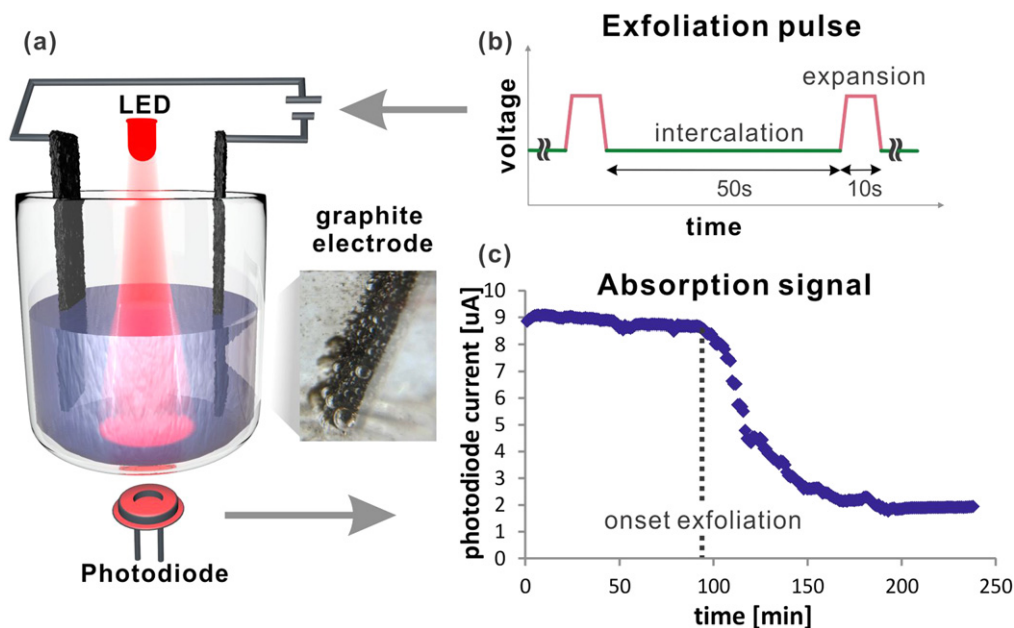 (a)
LED
graphite
electrode
Photodiode
(b)
Exfoliation pulse
voltage
expansion
intercalation
50s
10s
time
(c)
Absorption signal
photodiode current [uA]
10
9
8
7
6
5
4
3
2
1
0
onset exfoliation
0
50
100
150
200
250
time [min]